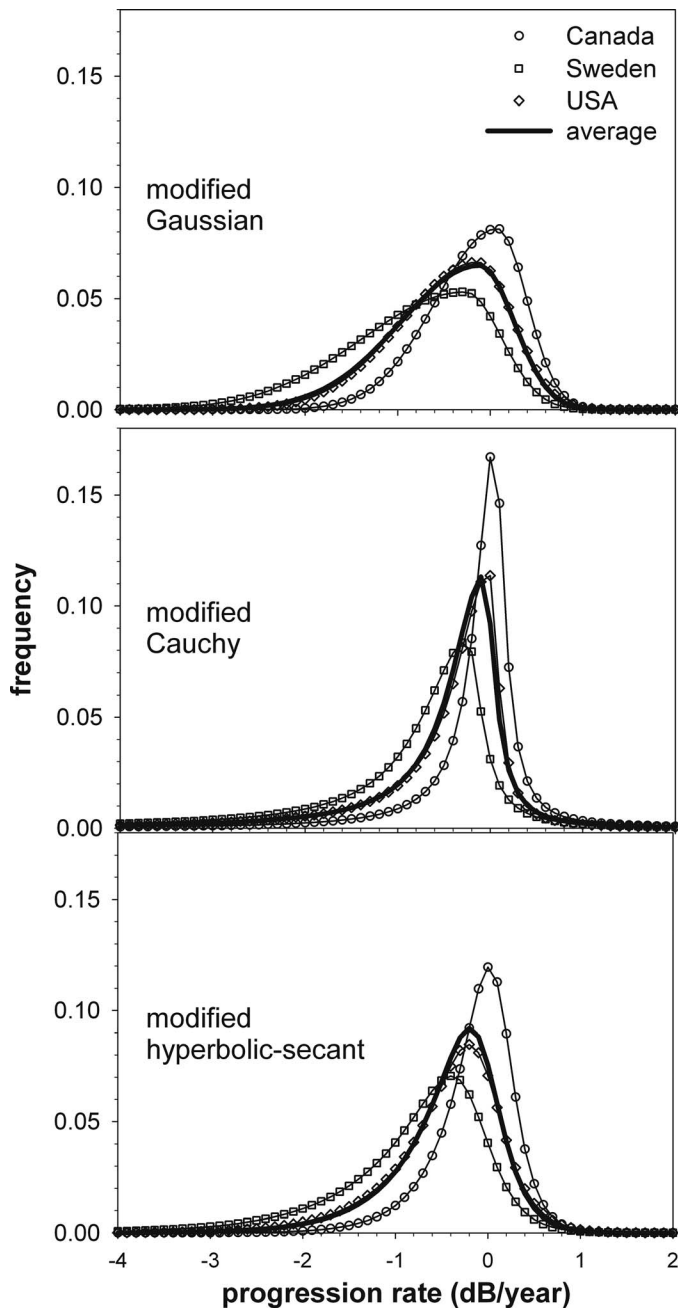 0.15
0.10
0.05
0.00
Canada
Sweden
USA
average
modified
Gaussian
0.15
0.10
0.05
0.00
modified
Cauchy
frequency
0.15
0.10
0.05
0.00
modified
hyperbolic-secant
-4 -3 -2 -1 0 1 2
progression rate (dB/year)